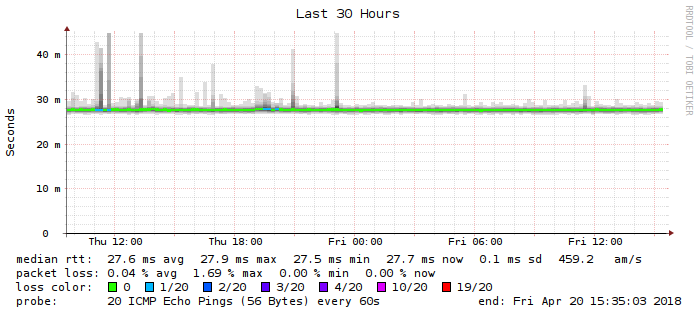 Last 30 Hours
RRDTOOL / TOBI OETIKER
Seconds
40 m
30 m
20 m
10 m
0
Thu 12:00 Thu 18:00 Fri 00:00 Fri 06:00 Fri 12:00
median rtt: 27.6 ms avg 27.9 ms max 27.5 ms min 27.7 ms now 0.1 ms sd 459.2 am/s
packet loss: 0.04 % avg 1.69 % max 0.00 % min 0.00 % now
loss color: 0 1/20 2/20 3/20 4/20 10/20 19/20
probe: 20 ICMP Echo Pings (56 Bytes) every 60s end: Fri Apr 20 15:35:03 2018